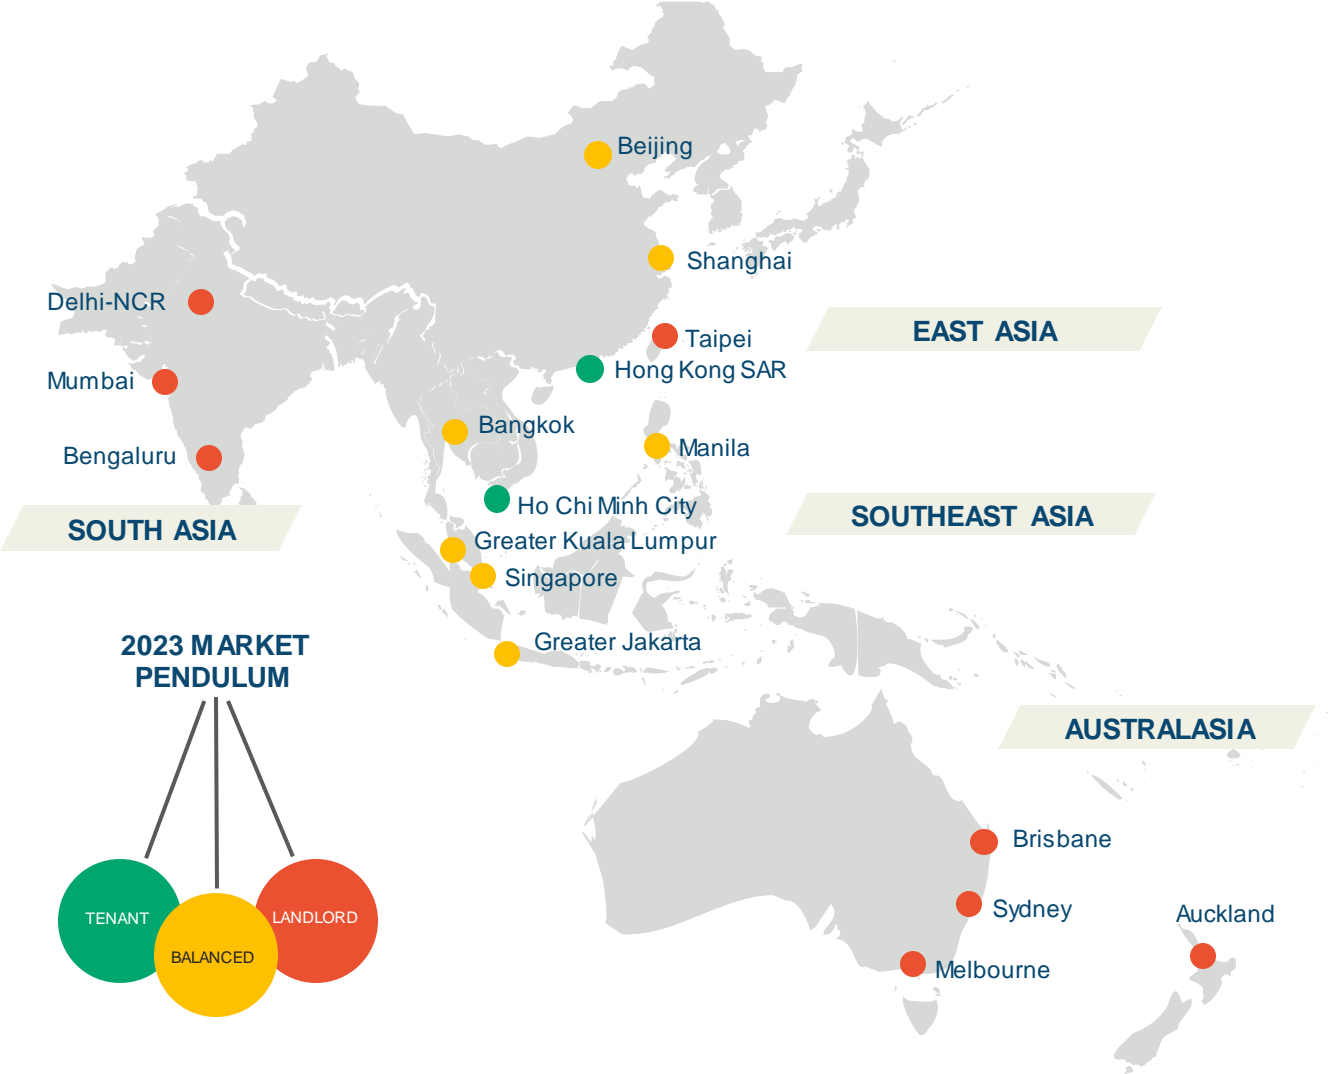 Beijing
Shanghai
Delhi-NCR
EAST ASIA
Taipei
Hong Kong SAR
Mumbai
Bangkok
Manila
Bengaluru
Ho Chi Minh City
SOUTHEAST ASIA
SOUTH ASIA
Greater Kuala Lumpur
Singapore
Greater Jakarta
2023 MARKET
PENDULUM
AUSTRALASIA
Brisbane
Sydney
Auckland
Melbourne
TENANT
LANDLORD
BALANCED